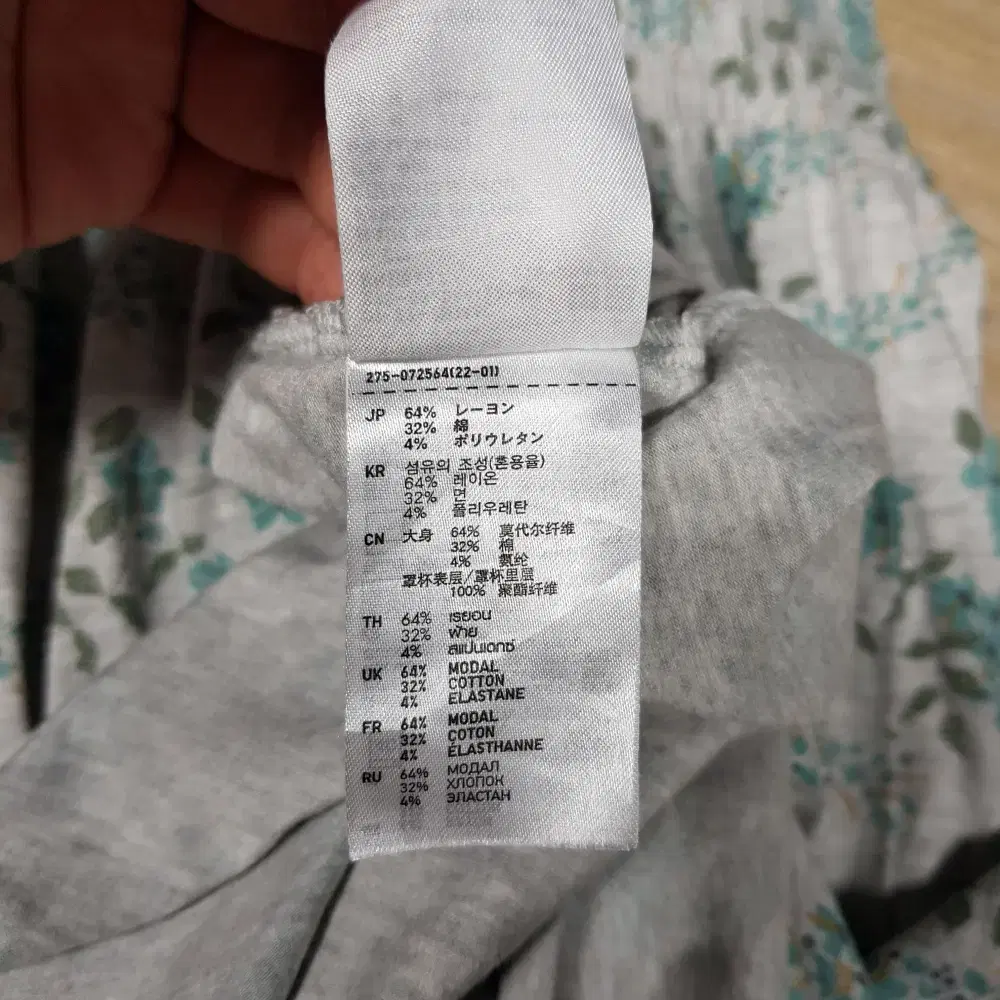 275-072564(22-01)
JP 64% レーヨン
32% 綿
4% ポリウレタン
KR 섬유의 조성(혼용율)
64% 레이온
32% 면
4% 폴리우레탄
CN 大身 64% 莫代尔纤维
32% 棉
4% 氨纶
罩杯表层/罩杯里层
100% 聚酯纤维
TH 64% เรยอน
32% ฝ้าย
4% สแปนเดกซ์
UK 64% MODAL
32% COTTON
4% ELASTANE
FR 64% MODAL
32% COTON
4% ÉLASTHANNE
RU 64% МОДАЛ
32% ХЛОПОК
4% ЭЛАСТАН